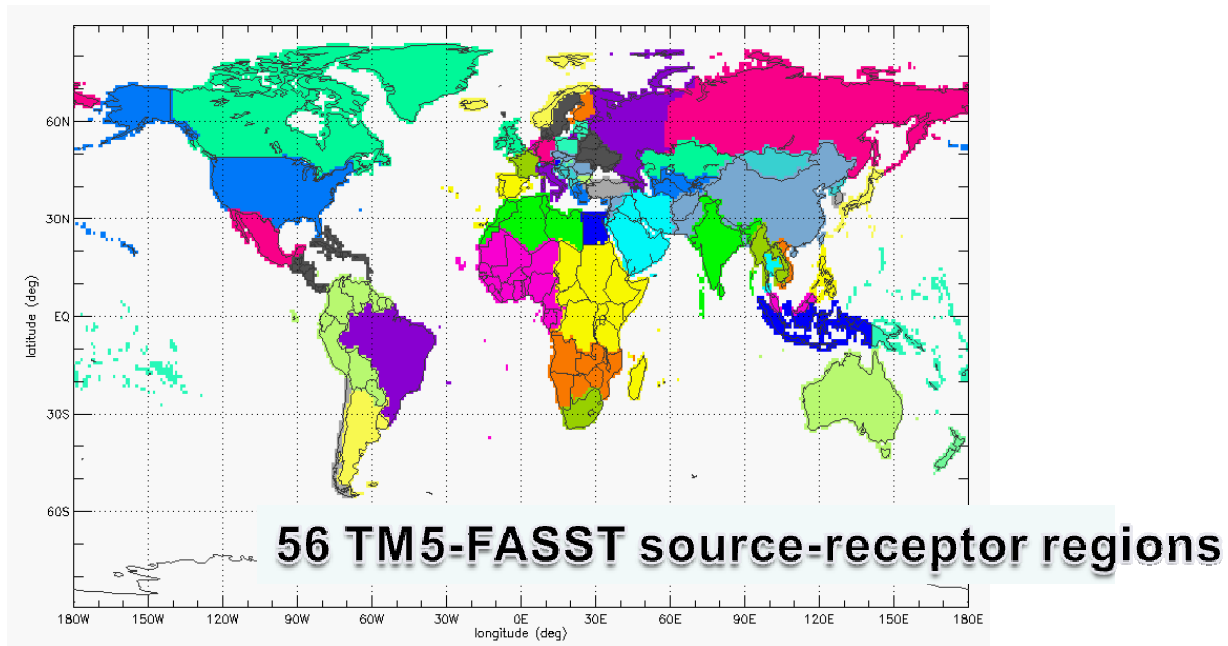 60N
30N
EQ
30S
60S
latitude (deg)
56 TM5-FASST source-receptor regions
180W 150W 120W 90W 60W 30W 0E 30E 60E 90E 120E 150E 180E
longitude (deg)